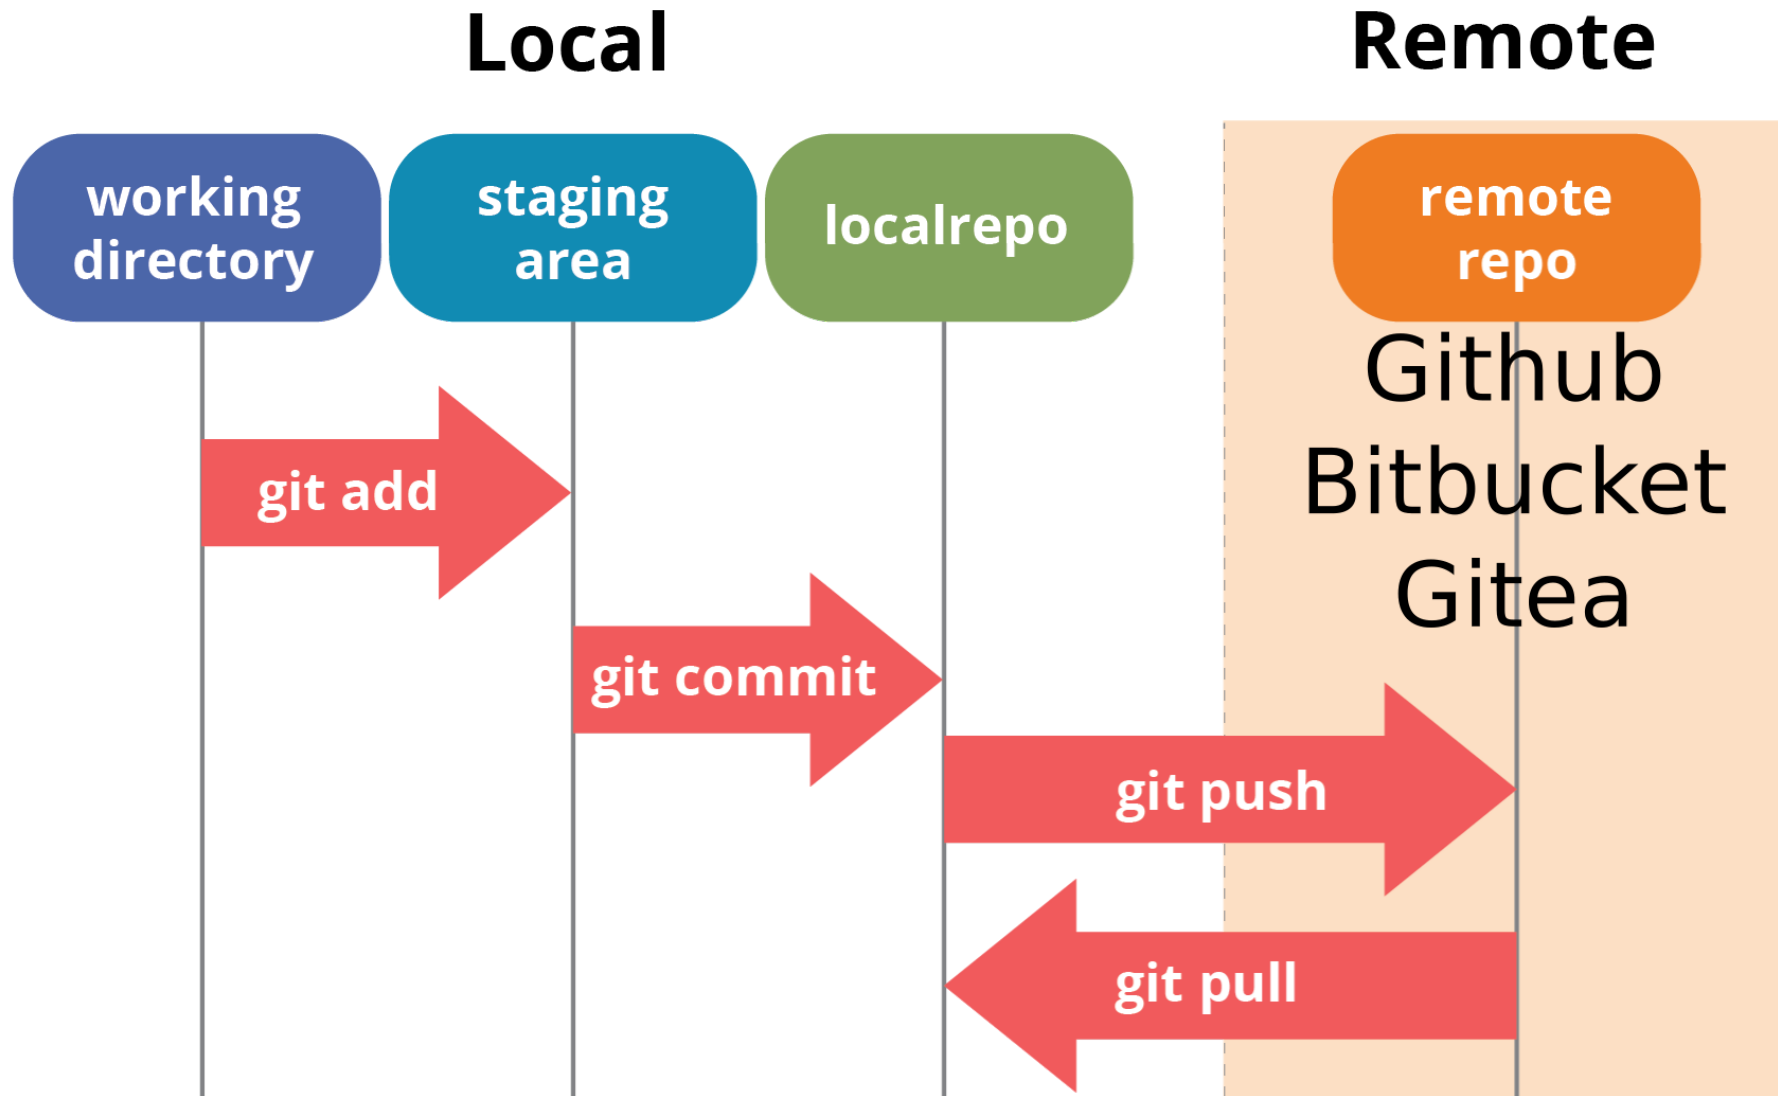 Local
Remote
working
directory
staging
area
localrepo
remote
repo
Github
Bitbucket
Gitea
git add
git commit
git push
git pull